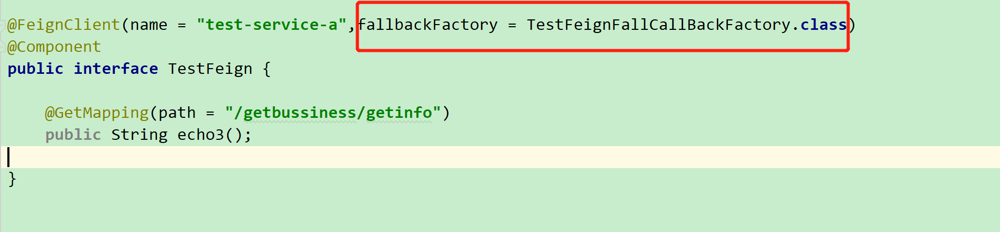 @FeignClient(name = "test-service-a",fallbackFactory = TestFeignFallCallBackFactory.class)
@Component
public interface TestFeign {
@GetMapping(path = "/getbussiness/getinfo")
public String echo3();
}